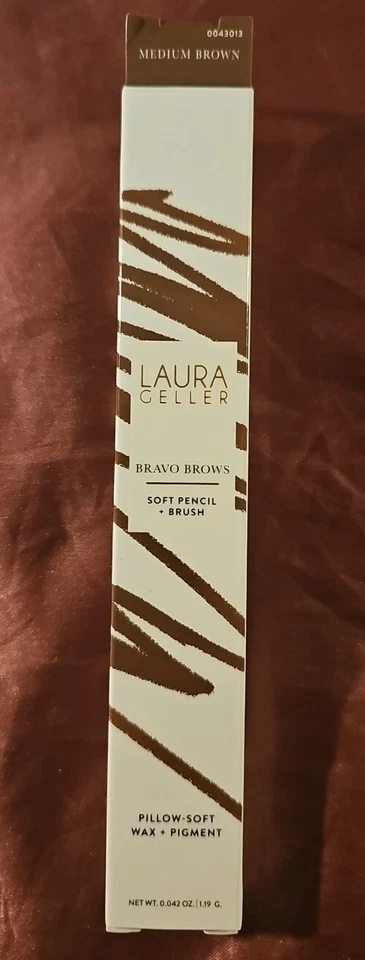 0043013
MEDIUM BROWN
LAURA
GELLER
BRAVO BROWS
SOFT PENCIL
+ BRUSH
PILLOW-SOFT
WAX + PIGMENT
NET WT. 0.042 OZ. | 1.19 G.